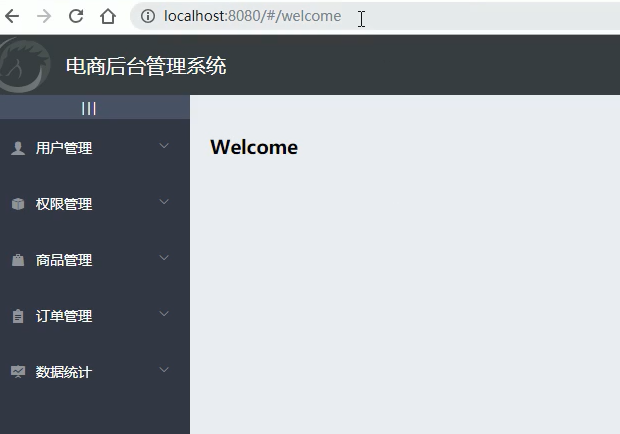 localhost:8080/#/welcome
电商后台管理系统
|||
Welcome
用户管理
权限管理
商品管理
订单管理
数据统计